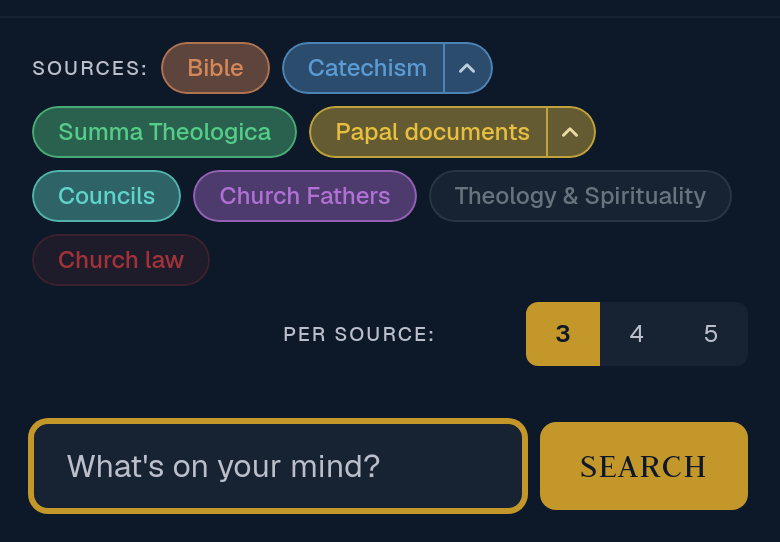 SOURCES: Bible Catechism
Summa Theologica Papal documents
Councils Church Fathers Theology & Spirituality
Church law
PER SOURCE: 3 4 5
What's on your mind? SEARCH